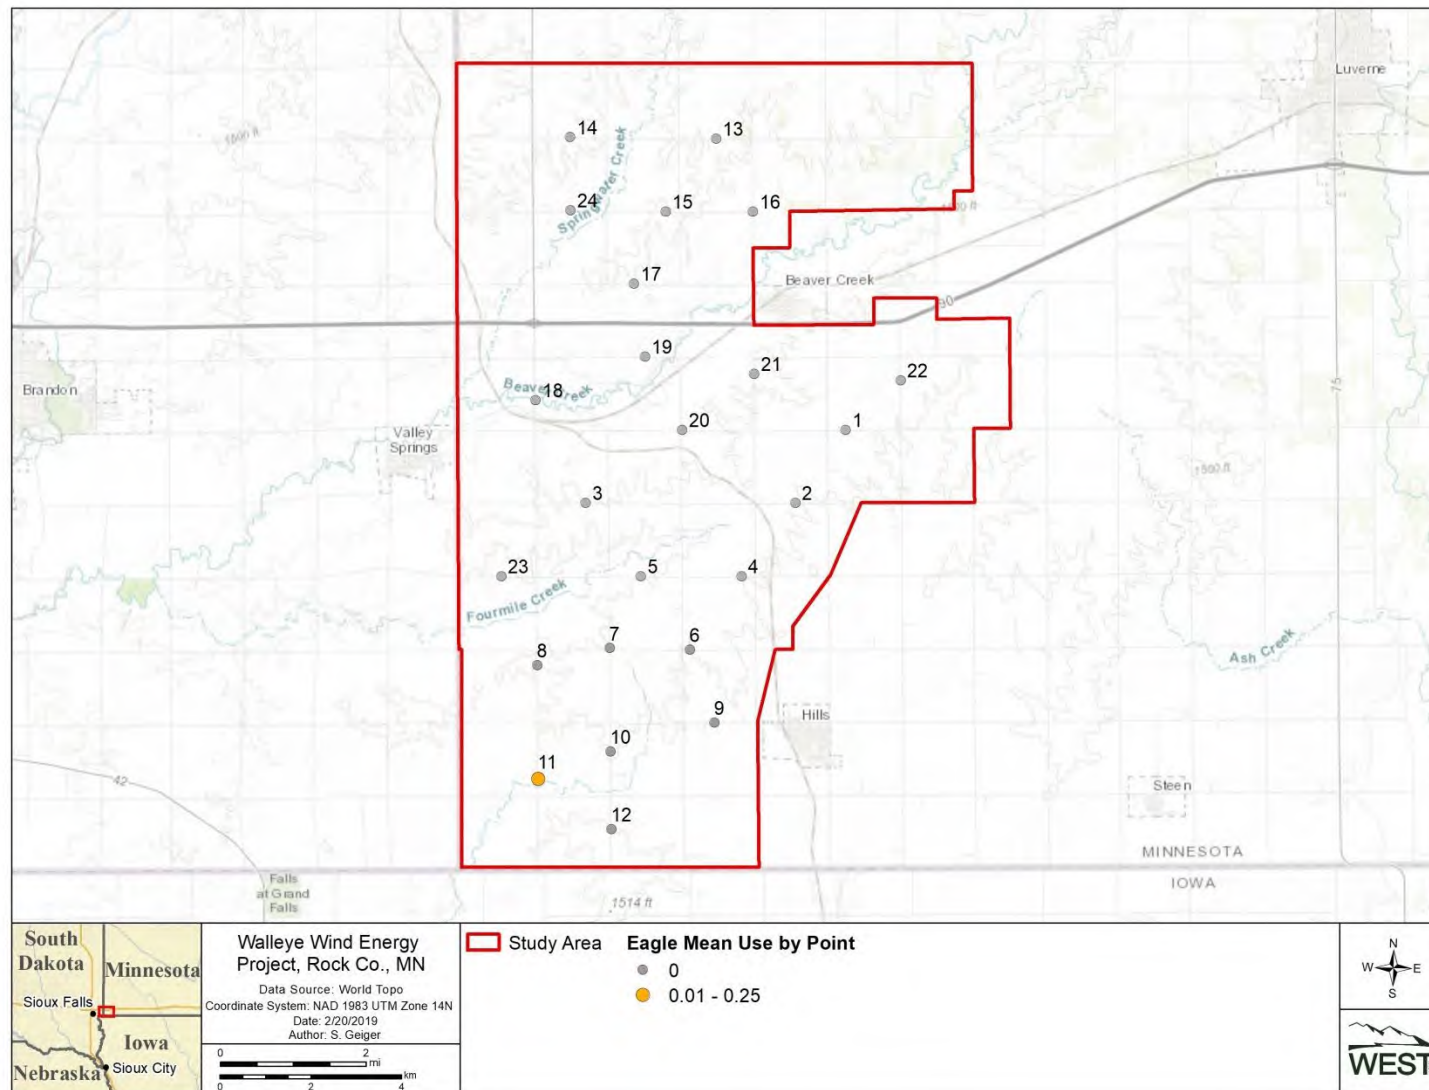 Luverne
1500 ft
14
13
Springwater Creek
24
15
16
1500 ft
17
Beaver Creek
90
19
21
22
Brandon
Beaver Creek
18
75
20
1
Valley
Springs
1500 ft
3
2
23
5
4
Fourmile Creek
7
6
8
Ash Creek
9
Hills
10
11
42
Steen
12
MINNESOTA
IOWA
Falls
at Grand
Falls
1514 ft
South
Dakota
Minnesota
Sioux Falls
Iowa
Nebraska
Sioux City
Walleye Wind Energy
Project, Rock Co., MN
Data Source: World Topo
Coordinate System: NAD 1983 UTM Zone 14N
Date: 2/20/2019
Author: S. Geiger
0 2
mi
km
0 2 4
Study Area
Eagle Mean Use by Point
0
0.01 - 0.25
N
W E
S
WEST